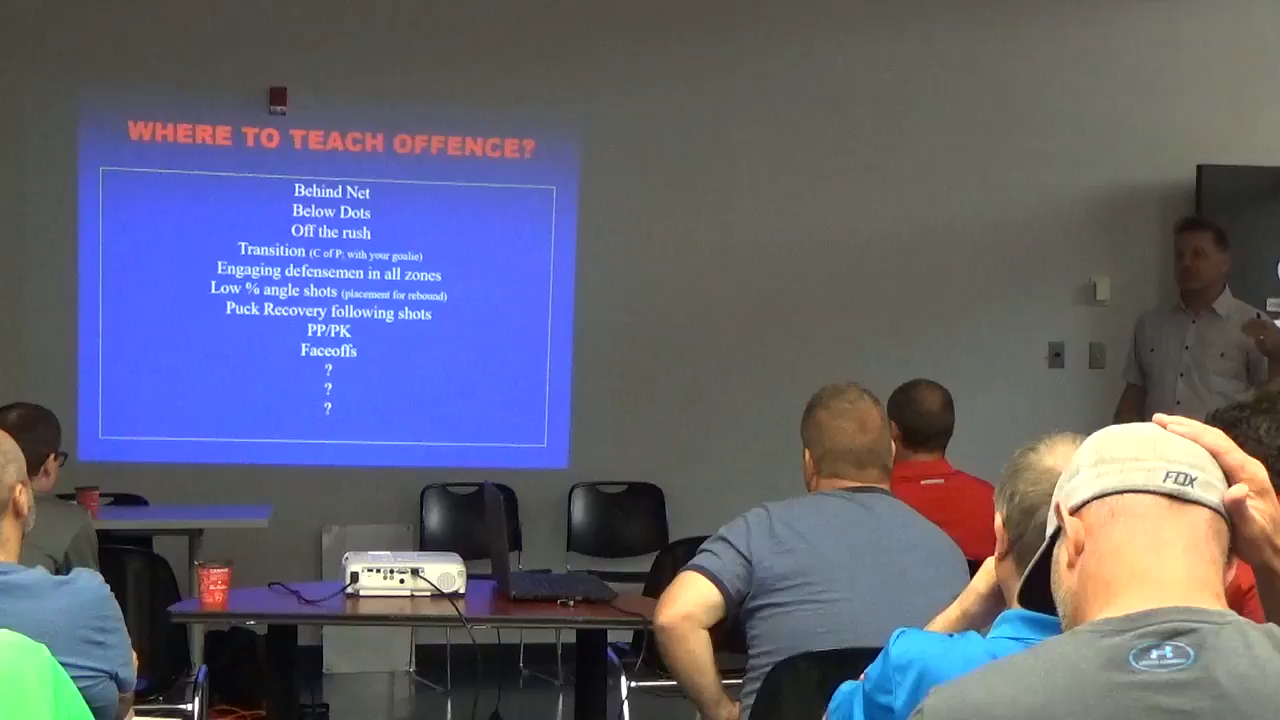 WHERE TO TEACH OFFENCE?
Behind Net
Below Dots
Off the rush
Transition (C of P: with your goalie)
Engaging defensemen in all zones
Low % angle shots (placement for rebound)
Puck Recovery following shots
PP/PK
Faceoffs
?
?
?
FOX